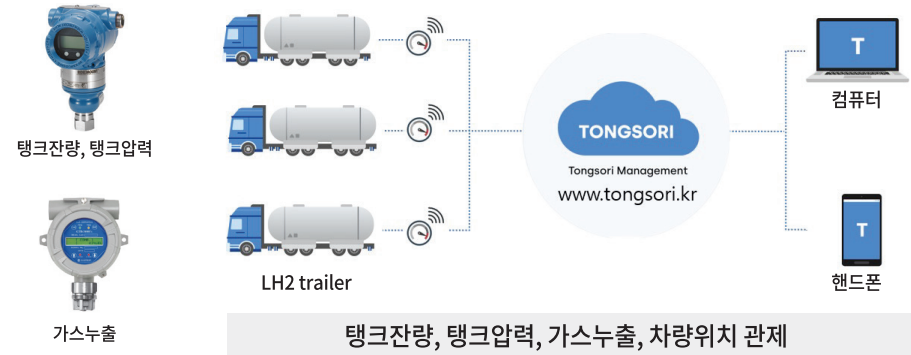 탱크잔량, 탱크압력
가스누출
LH2 trailer
TONGSORI
Tongsori Management
www.tongsori.kr
T
컴퓨터
T
핸드폰
탱크잔량, 탱크압력, 가스누출, 차량위치 관제